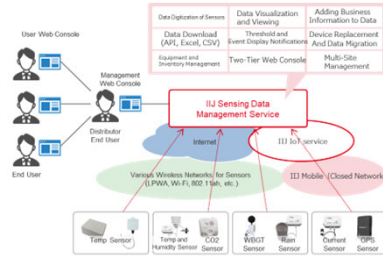 Data Digitization of Sensors
Data Visualization
and Viewing
Adding Business
Information to Data
Data Download
(API, Excel, CSV)
Threshold and
Event Display Notifications
Device Replacement
And Data Migration
Equipment and
Inventory Management
Two-Tier Web Console
Multi-Site
Management
User Web Console
Management
Web Console
Distributor
End User
End User
IIJ Sensing Data
Management Service
Internet
IIJ IoT service
Various Wireless Networks for Sensors
(LPWA, Wi-Fi, 802.11ah, etc.)
IIJ Mobile (Closed Network)
Temp Sensor
Temp and
Humidity Sensor
CO2
Sensor
WBGT
Sensor
Rain
Sensor
Current
Sensor
GPS
Sensor